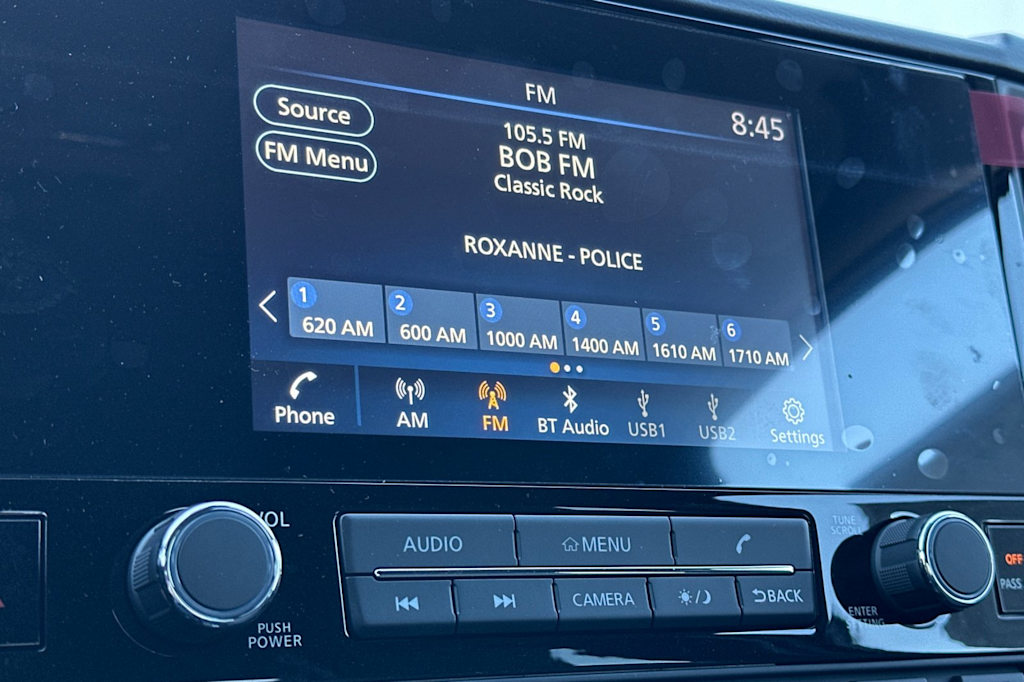 FM
8:45
Source
FM Menu
105.5 FM
BOB FM
Classic Rock
ROXANNE - POLICE
1 2 3 4 5 6
620 AM 600 AM 1000 AM 1400 AM 1610 AM 1710 AM
Phone AM FM BT Audio USB1 USB2 Settings
VOL
PUSH
POWER
AUDIO MENU
CAMERA BACK
TUNE
SCROLL
ENTER
SETTING
OFF
PASS